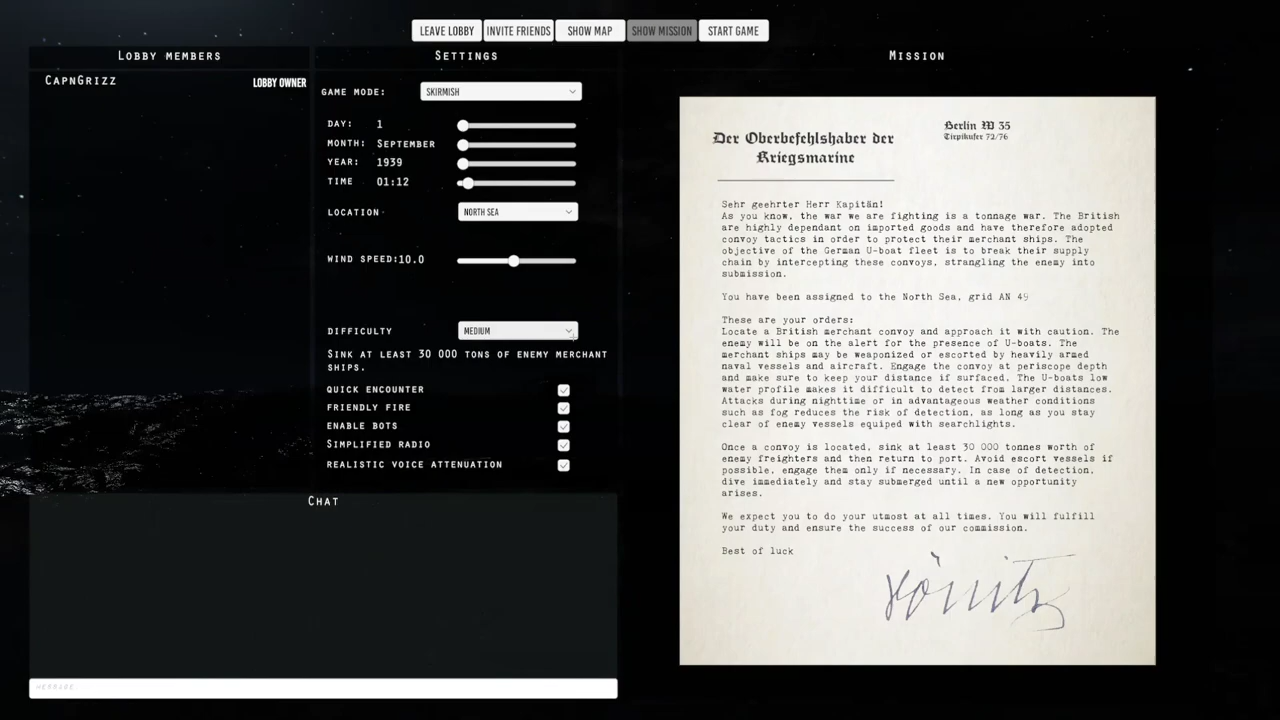 LEAVE LOBBY
INVITE FRIENDS
SHOW MAP
SHOW MISSION
START GAME
LOBBY MEMBERS
CAPNGRIZZ
LOBBY OWNER
SETTINGS
GAME MODE:
SKIRMISH
DAY: 1
MONTH: SEPTEMBER
YEAR: 1939
TIME 01:12
LOCATION
NORTH SEA
WIND SPEED:10.0
DIFFICULTY
MEDIUM
SINK AT LEAST 30 000 TONS OF ENEMY MERCHANT
SHIPS.
QUICK ENCOUNTER
FRIENDLY FIRE
ENABLE BOTS
SIMPLIFIED RADIO
REALISTIC VOICE ATTENUATION
CHAT
MESSAGE.
MISSION
Der Oberbefehlshaber der
Kriegsmarine
Berlin W 35
Tirpikufer 72/76
Sehr geehrter Herr Kapitän!
As you know, the war we are fighting is a tonnage war. The British
are highly dependant on imported goods and have therefore adopted
convoy tactics in order to protect their merchant ships. The
objective of the German U-boat fleet is to break their supply
chain by intercepting these convoys, strangling the enemy into
submission.
You have been assigned to the North Sea, grid AN 49
These are your orders:
Locate a British merchant convoy and approach it with caution. The
enemy will be on the alert for the presence of U-boats. The
merchant ships may be weaponized or escorted by heavily armed
naval vessels and aircraft. Engage the convoy at periscope depth
and make sure to keep your distance if surfaced. The U-boats low
water profile makes it difficult to detect from larger distances.
Attacks during nighttime or in advantageous weather conditions
such as fog reduces the risk of detection, as long as you stay
clear of enemy vessels equiped with searchlights.
Once a convoy is located, sink at least 30 000 tonnes worth of
enemy freighters and then return to port. Avoid escort vessels if
possible, engage them only if necessary. In case of detection,
dive immediately and stay submerged until a new opportunity
arises.
We expect you to do your utmost at all times. You will fulfill
your duty and ensure the success of our commission.
Best of luck
Dönitz